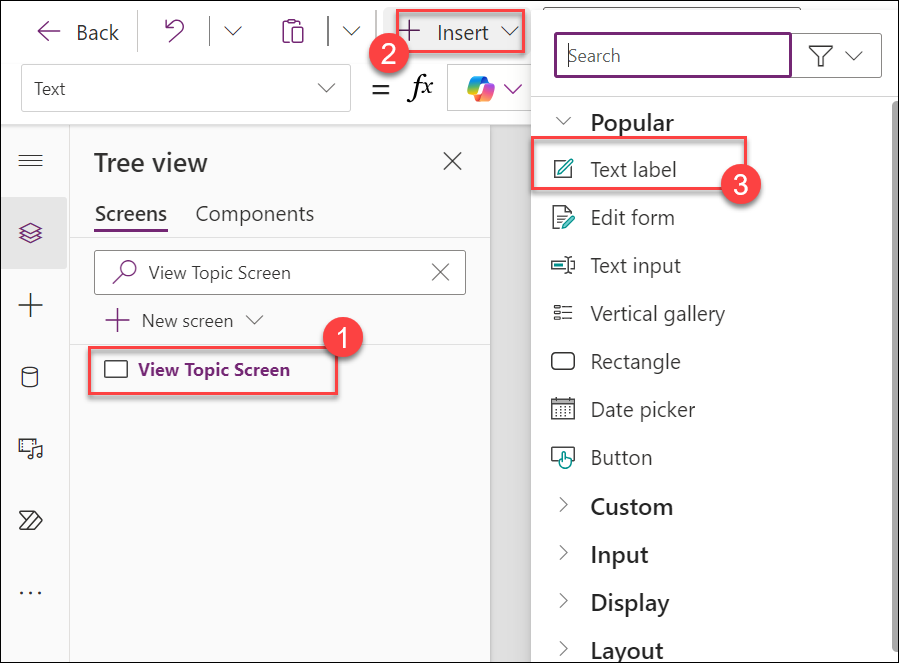 Back
2
Insert
Search
Text
= fx
Popular
Tree view
Text label
3
Screens
Components
Edit form
View Topic Screen
Text input
New screen
Vertical gallery
1
View Topic Screen
Rectangle
Date picker
Button
Custom
Input
Display
Layout